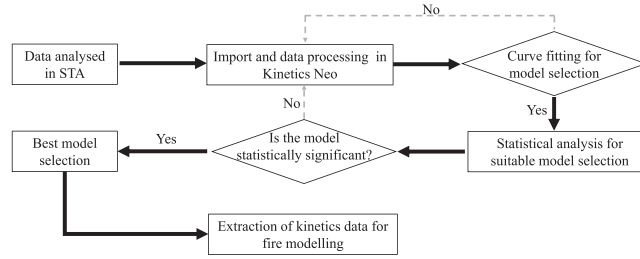 No
Data analysed
in STA
Import and data processing in
Kinetics Neo
Curve fitting for
model selection
No
Yes
Best model
selection
Yes
Is the model
statistically significant?
Statistical analysis for
suitable model selection
Extraction of kinetics data for
fire modelling